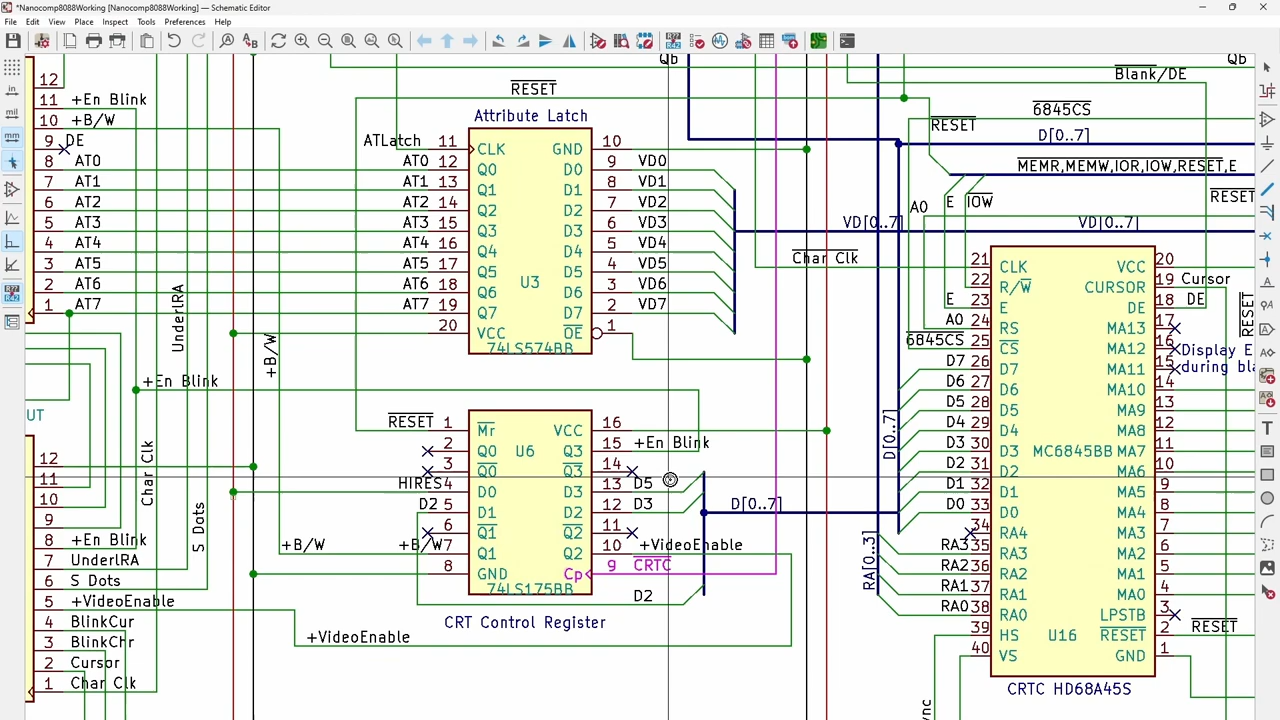 *Nanocomp8088Working [Nanocomp8088Working] — Schematic Editor
File Edit View Place Inspect Tools Preferences Help
in
mil
mm
12
11 +En Blink
10 +B/W
9 DE
8 AT0
7 AT1
6 AT2
5 AT3
4 AT4
3 AT5
2 AT6
1 AT7
UnderlRA
+B/W
+En Blink
UT
Char Clk
S Dots
12
11
10
9
8 +En Blink
7 UnderlRA
6 S Dots
5 +VideoEnable
4 BlinkCur
3 BlinkChr
2 Cursor
1 Char Clk
RESET
Attribute Latch
ATLatch 11 CLK GND 10
AT0 12 Q0 D0 9 VD0
AT1 13 Q1 D1 8 VD1
AT2 14 Q2 D2 7 VD2
AT3 15 Q3 D3 6 VD3
AT4 16 Q4 D4 5 VD4
AT5 17 Q5 D5 4 VD5
AT6 18 Q6 D6 3 VD6
AT7 19 Q7 D7 2 VD7
20 VCC OE 1
U3
74LS574BB
RESET 1 Mr VCC 16
2 Q0 U6 Q3 15 +En Blink
3 Q0 Q3 14
HIRES 4 D0 D3 13 D5
D2 5 D1 D2 12 D3
6 Q1 Q2 11
+B/W +B/W 7 Q1 Q2 10 +VideoEnable
8 GND Cp 9 CRTC
74LS175BB
D2
CRT Control Register
+VideoEnable
Qb
Qb
Blank/DE
6845CS
RESET
D[0..7]
MEMR,MEMW,IOR,IOW,RESET,E
A0 E IOW
RESET
VD[0..7]
VD[0..7]
Char Clk
D[0..7]
D[0..7]
RA[0..3]
21 CLK VCC 20
22 R/W CURSOR 19 Cursor
E 23 E DE 18 DE
A0 24 RS MA13 17
6845CS 25 CS MA12 16
D7 26 D7 MA11 15
D6 27 D6 MA10 14
D5 28 D5 MA9 13
D4 29 D4 MA8 12
D3 30 D3 MC6845BB MA7 11
D2 31 D2 MA6 10
D1 32 D1 MA5 9
D0 33 D0 MA4 8
34 RA4 MA3 7
RA3 35 RA3 MA2 6
RA2 36 RA2 MA1 5
RA1 37 RA1 MA0 4
RA0 38 RA0 LPSTB 3
39 HS U16 RESET 2 RESET
40 VS GND 1
CRTC HD68A45S
RESET
Display E
during bla
ync